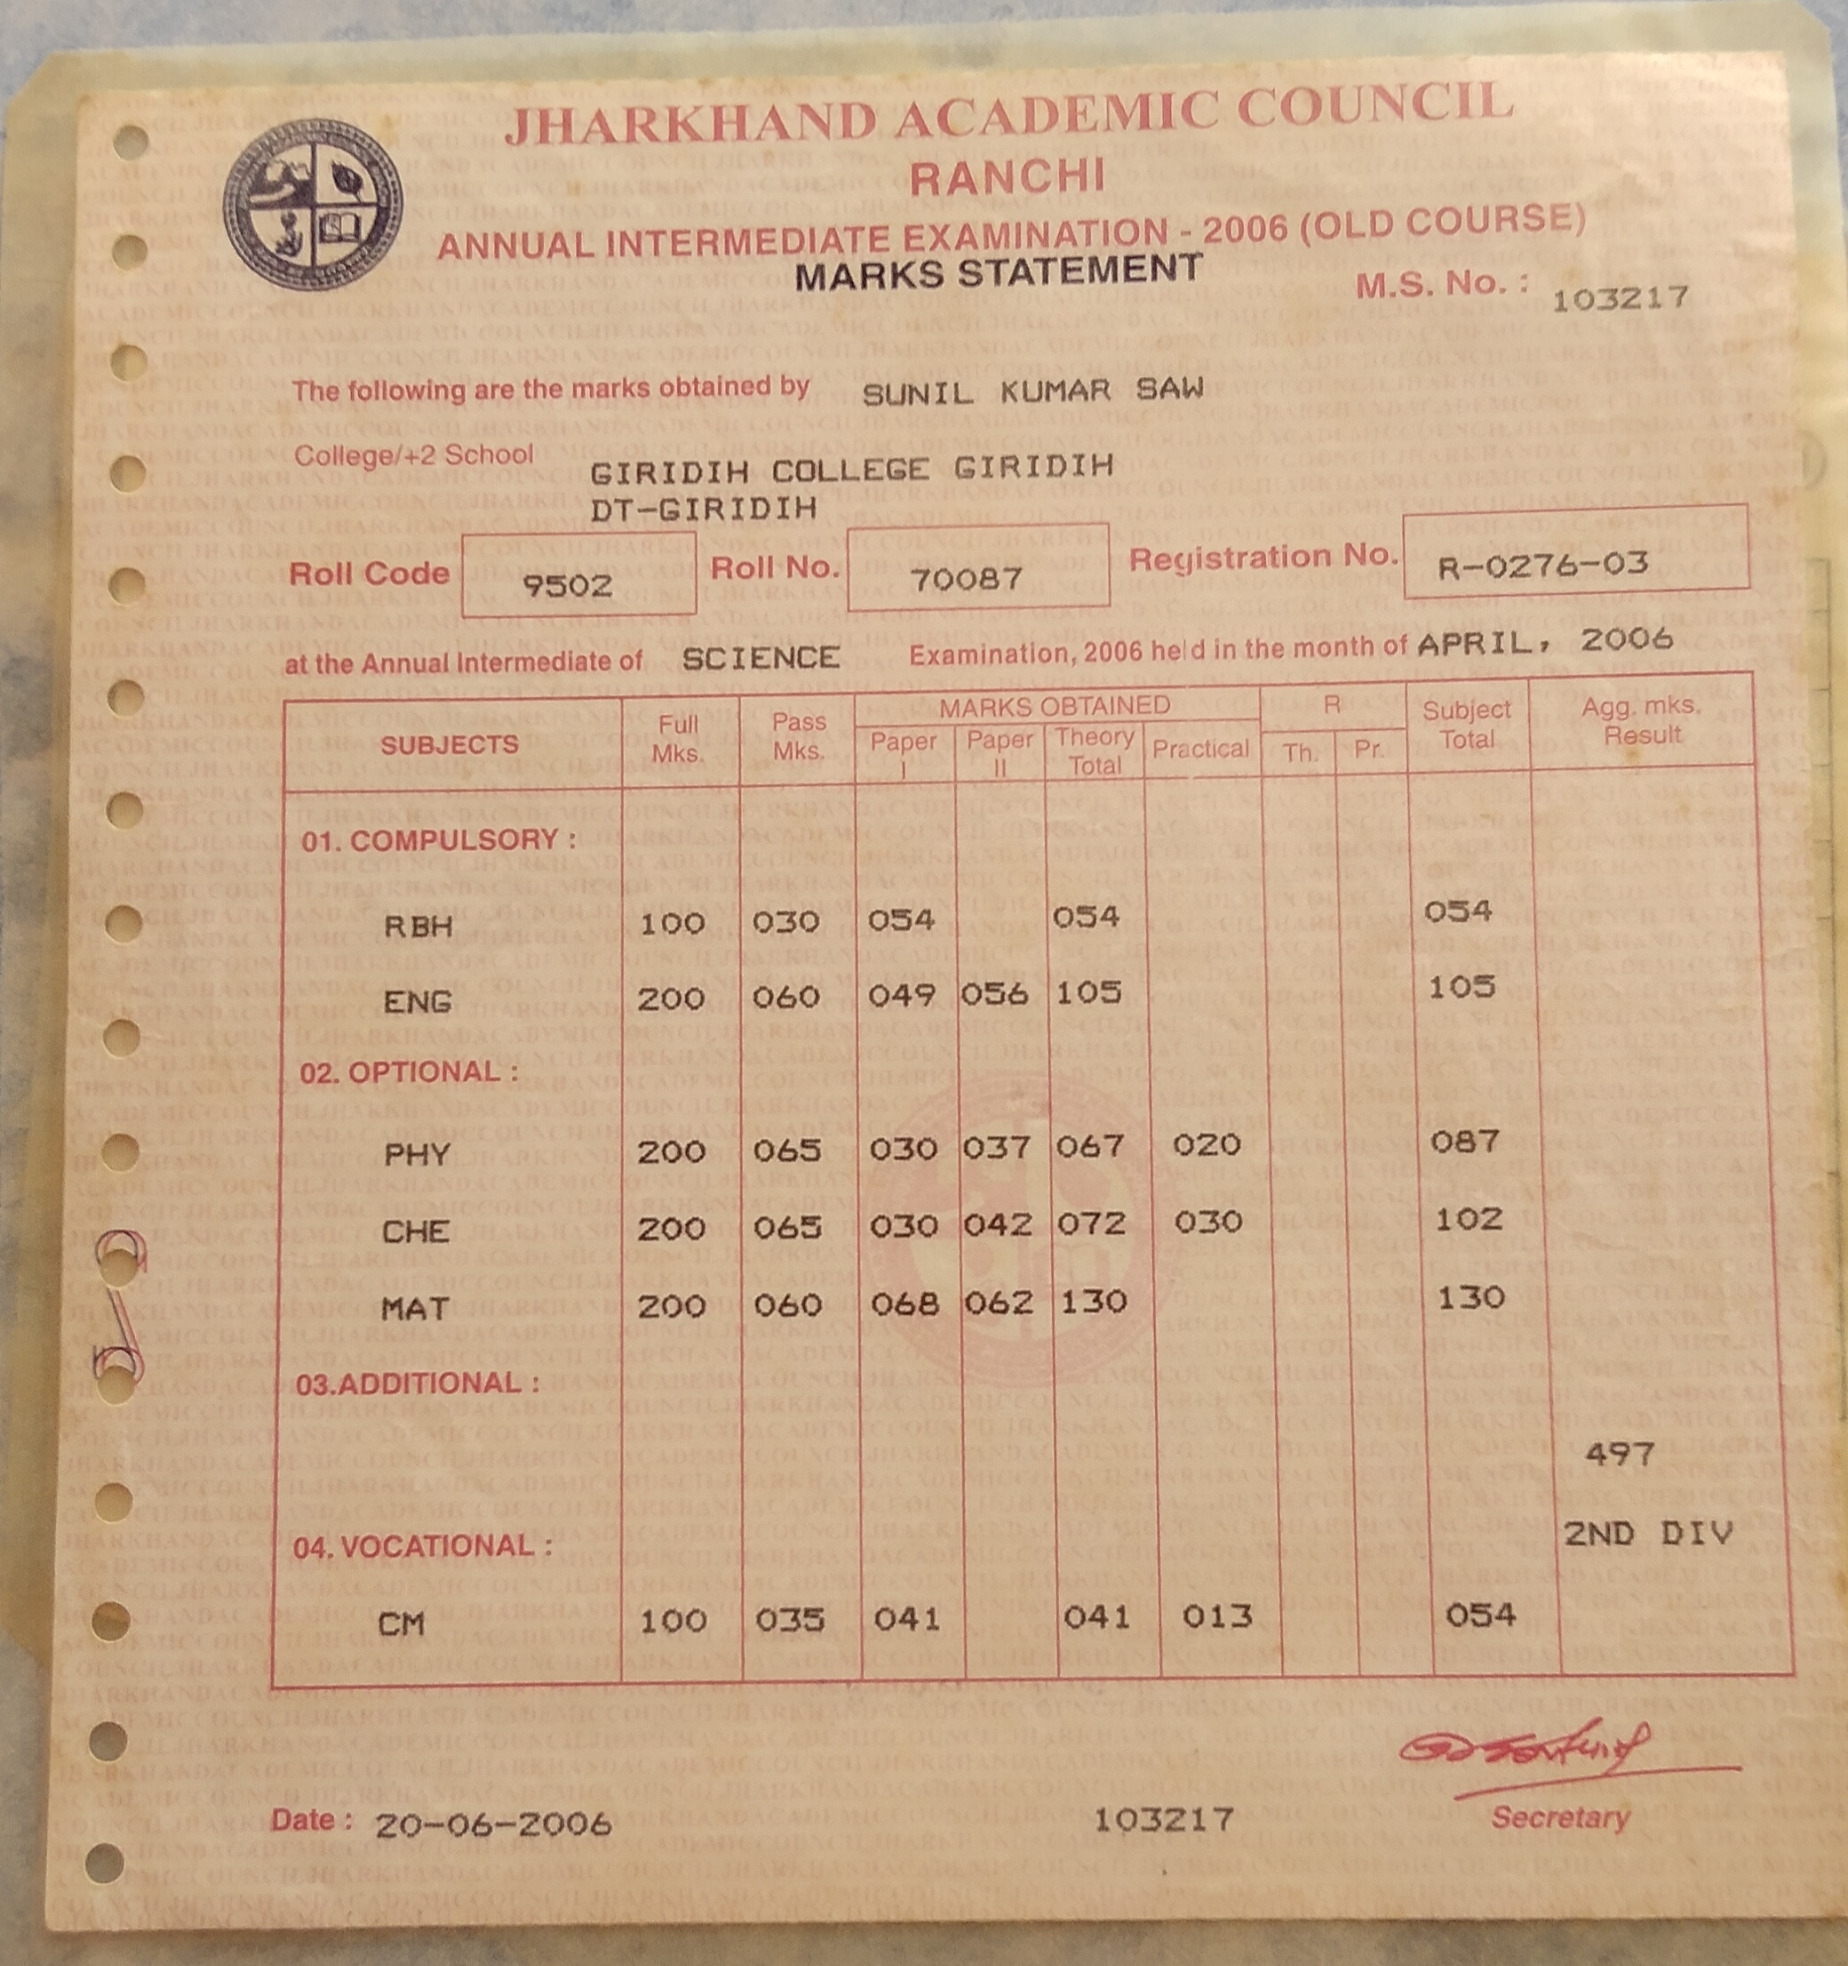 JHARKHAND ACADEMIC COUNCIL
RANCHI
ANNUAL INTERMEDIATE EXAMINATION - 2006 (OLD COURSE)
MARKS STATEMENT
M.S. No. : 103217
The following are the marks obtained by SUNIL KUMAR SAW
College/+2 School GIRIDIH COLLEGE GIRIDIH
DT-GIRIDIH
Roll Code 9502 Roll No. 70087 Registration No. R-0276-03
at the Annual Intermediate of SCIENCE Examination, 2006 held in the month of APRIL, 2006
SUBJECTS Full Mks. Pass Mks. MARKS OBTAINED R Subject Total Agg. mks. Result
Paper I Paper II Theory Total Practical Th. Pr.
01. COMPULSORY :
RBH 100 030 054 054 054
ENG 200 060 049 056 105 105
02. OPTIONAL :
PHY 200 065 030 037 067 020 087
CHE 200 065 030 042 072 030 102
MAT 200 060 068 062 130 130
03.ADDITIONAL :
497
04. VOCATIONAL : 2ND DIV
CM 100 035 041 041 013 054
Date : 20-06-2006 103217 Secretary